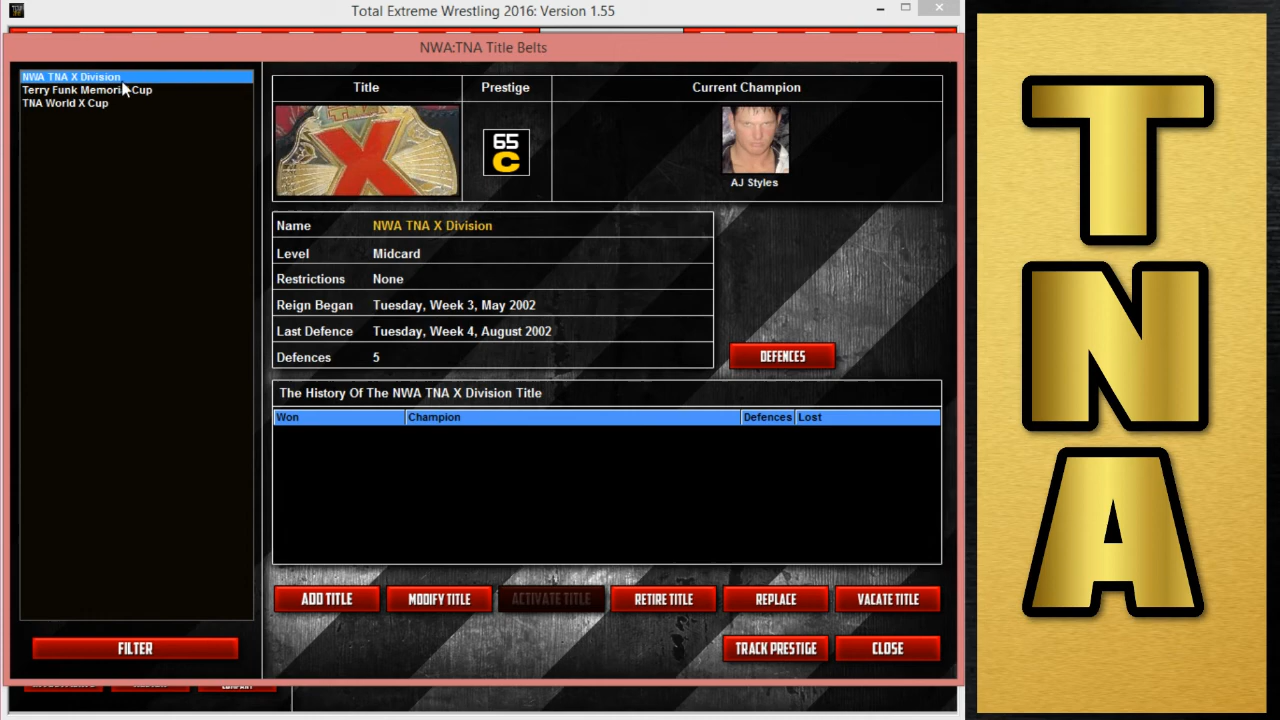 Total Extreme Wrestling 2016: Version 1.55
NWA:TNA Title Belts
NWA TNA X Division
Terry Funk Memorial Cup
TNA World X Cup
FILTER
Title
Prestige
Current Champion
TNA
X
65
C
AJ Styles
Name NWA TNA X Division
Level Midcard
Restrictions None
Reign Began Tuesday, Week 3, May 2002
Last Defence Tuesday, Week 4, August 2002
Defences 5
DEFENCES
The History Of The NWA TNA X Division Title
Won Champion Defences Lost
ADD TITLE MODIFY TITLE ACTIVATE TITLE RETIRE TITLE REPLACE VACATE TITLE
TRACK PRESTIGE CLOSE
T
N
A